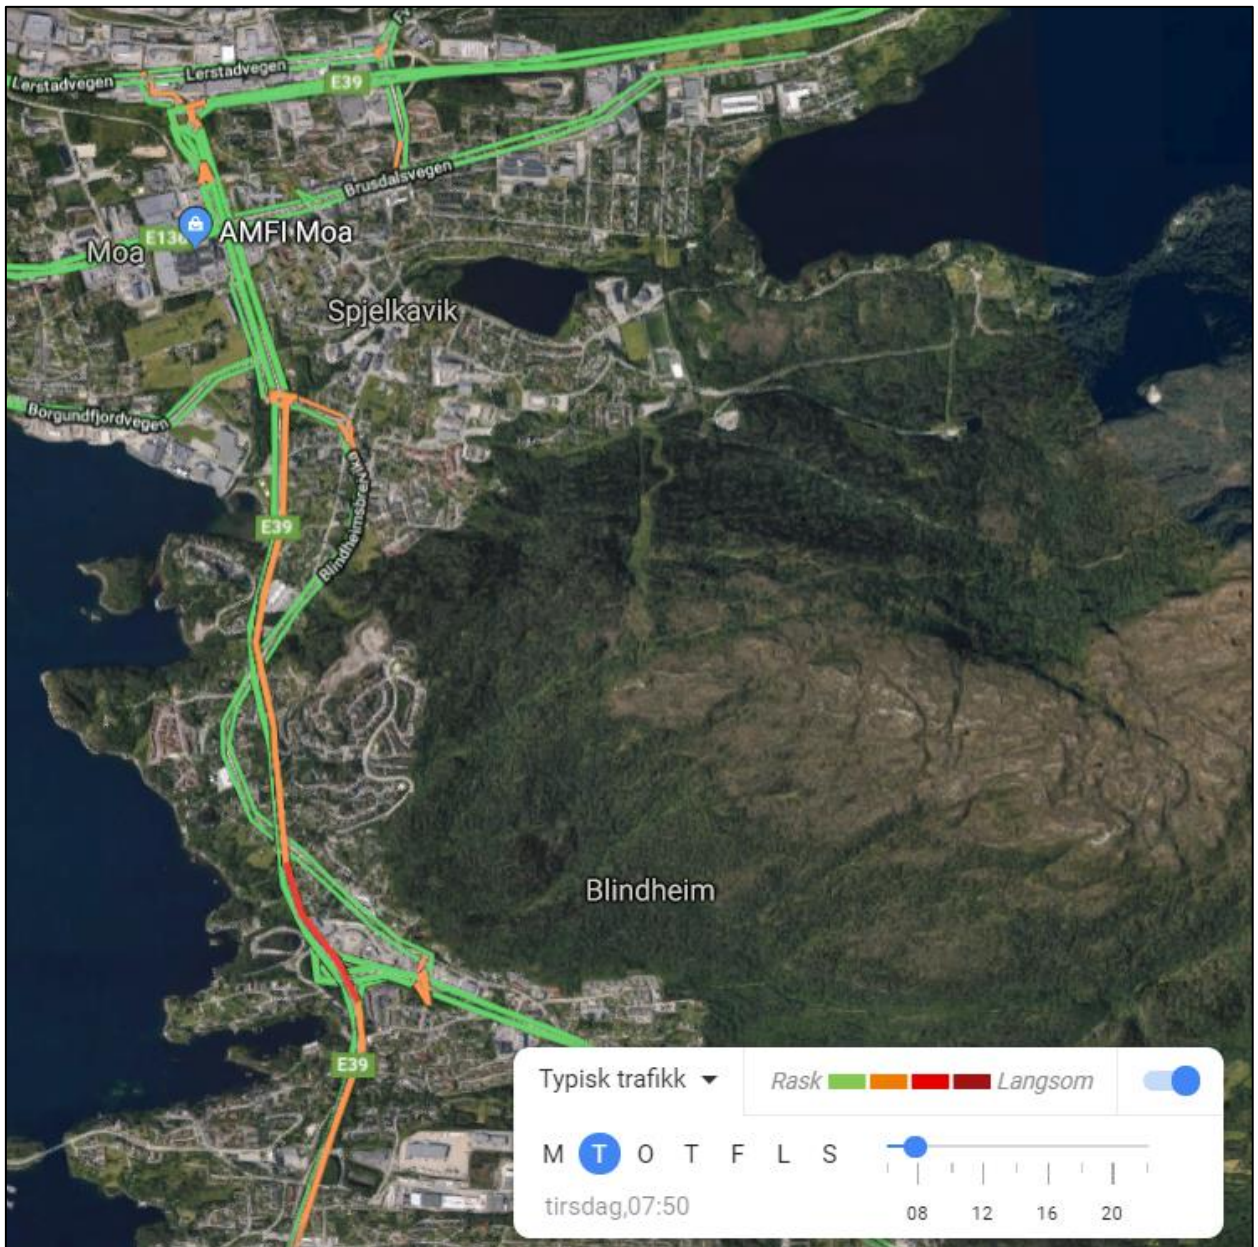 Lerstadvegen
Lerstadvegen
E39
Brusdalsvegen
E136
AMFI Moa
Moa
Spjelkavik
Borgundfjordvegen
E39
Blindheimsbreivika
Blindheim
E39
Typisk trafikk
Rask
Langsom
M T O T F L S
tirsdag,07:50
08 12 16 20